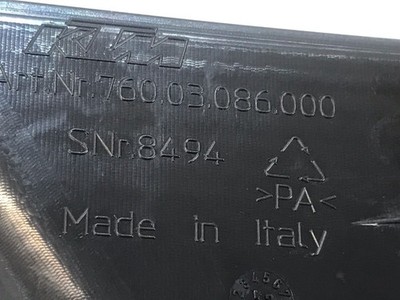 KTM
Art.Nr.760.03.086.000
SNr.8494
>PA<
Made in Italy